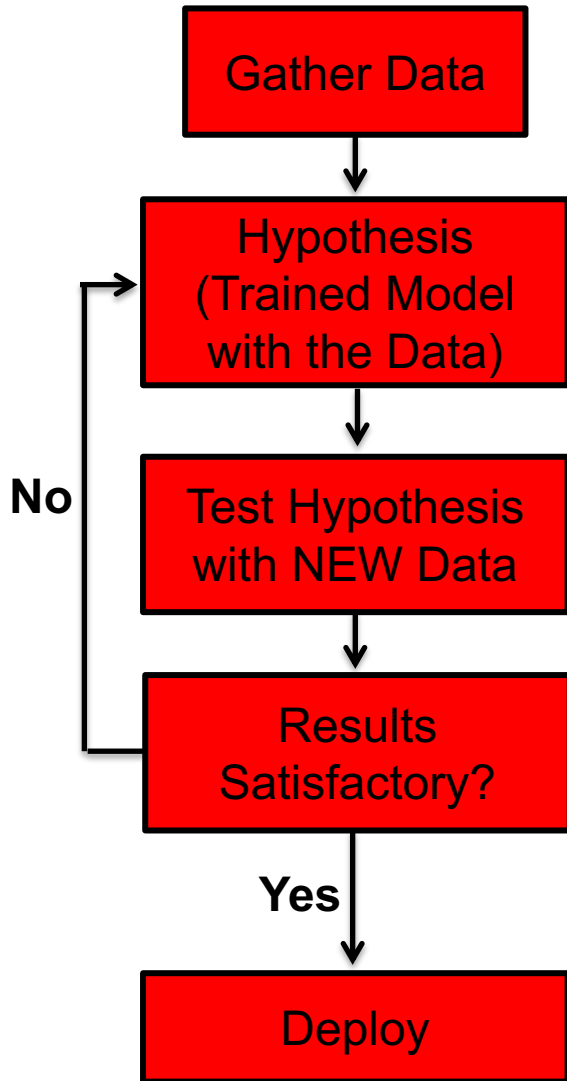 Gather Data
Hypothesis
(Trained Model
with the Data)
No
Test Hypothesis
with NEW Data
Results
Satisfactory?
Yes
Deploy